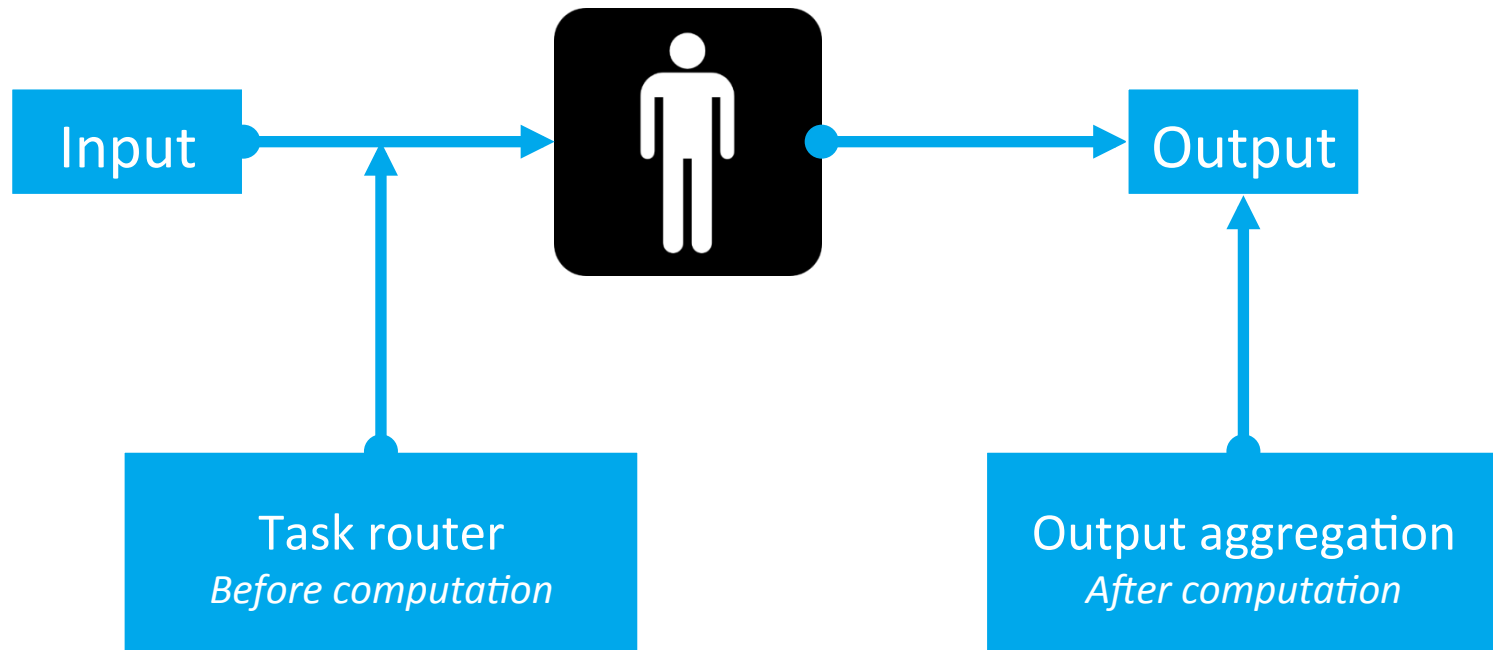 Input
Output
Task router
Before computation
Output aggregation
After computation